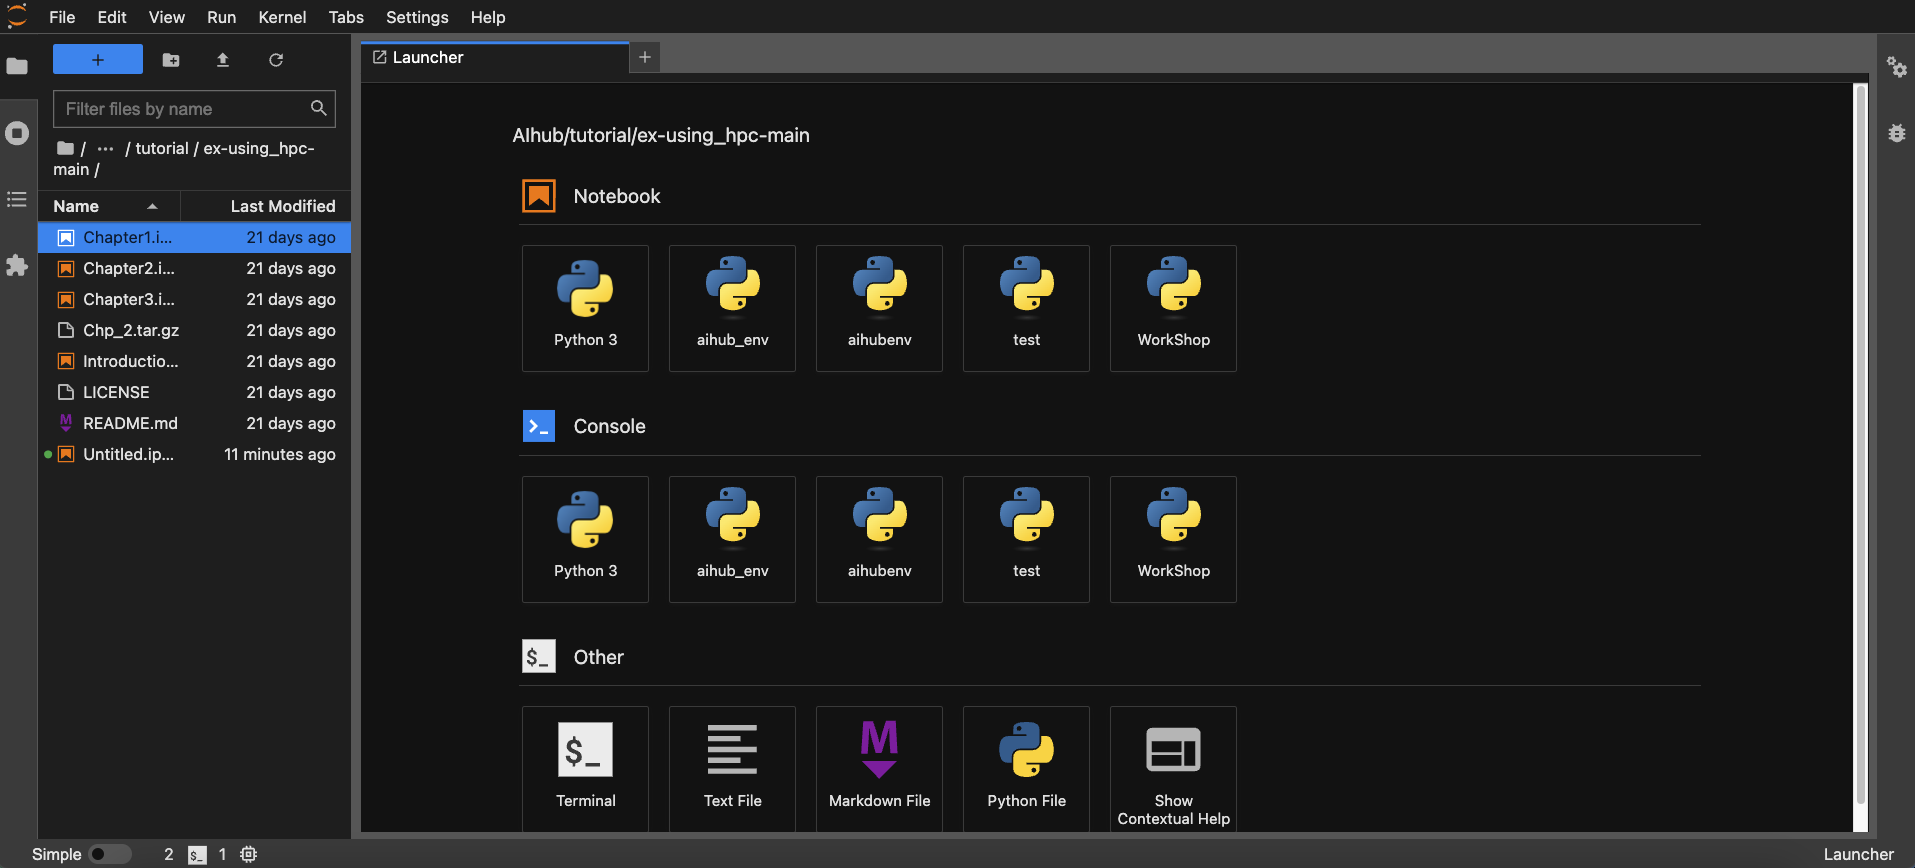 File Edit View Run Kernel Tabs Settings Help
+
Filter files by name
/ ··· / tutorial / ex-using_hpc-
main /
Name Last Modified
Chapter1.i... 21 days ago
Chapter2.i... 21 days ago
Chapter3.i... 21 days ago
Chp_2.tar.gz 21 days ago
Introductio... 21 days ago
LICENSE 21 days ago
M README.md 21 days ago
Untitled.ip... 11 minutes ago
Launcher +
AIhub/tutorial/ex-using_hpc-main
Notebook
Python 3 aihub_env aihubenv test WorkShop
>_ Console
Python 3 aihub_env aihubenv test WorkShop
$_ Other
$_ M
Terminal Text File Markdown File Python File Show
Contextual Help
Simple 2 $_ 1 Launcher